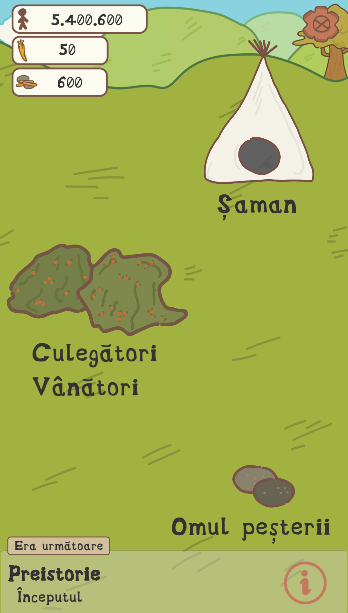 5.400.600
50
600
Șaman
Culegători
Vânători
Omul peșterii
Era următoare
Preistorie
Începutul